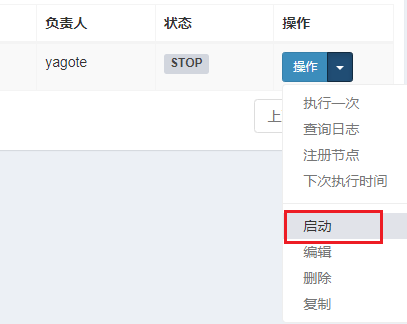 负责人 状态 操作
yagote STOP 操作
上
执行一次
查询日志
注册节点
下次执行时间
启动
编辑
删除
复制